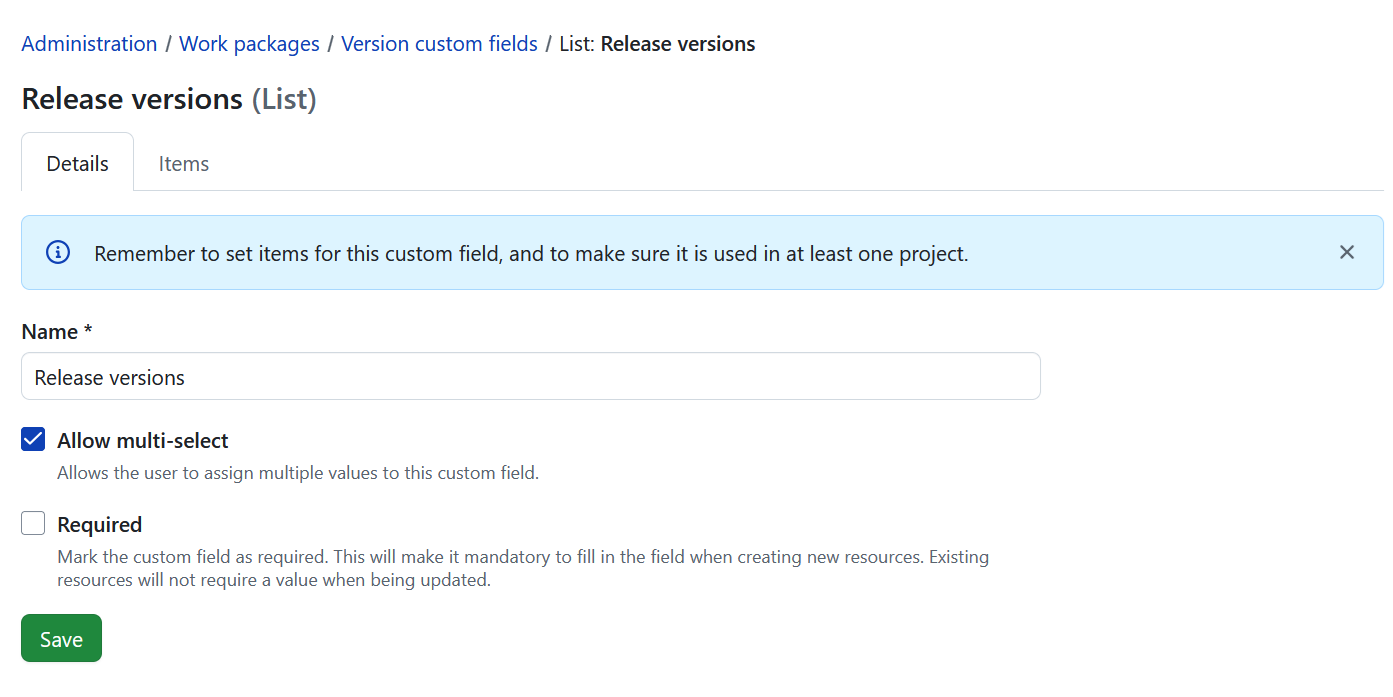 Administration / Work packages / Version custom fields / List: Release versions
Release versions (List)
Details Items
Remember to set items for this custom field, and to make sure it is used in at least one project.
Name *
Release versions
Allow multi-select
Allows the user to assign multiple values to this custom field.
Required
Mark the custom field as required. This will make it mandatory to fill in the field when creating new resources. Existing
resources will not require a value when being updated.
Save